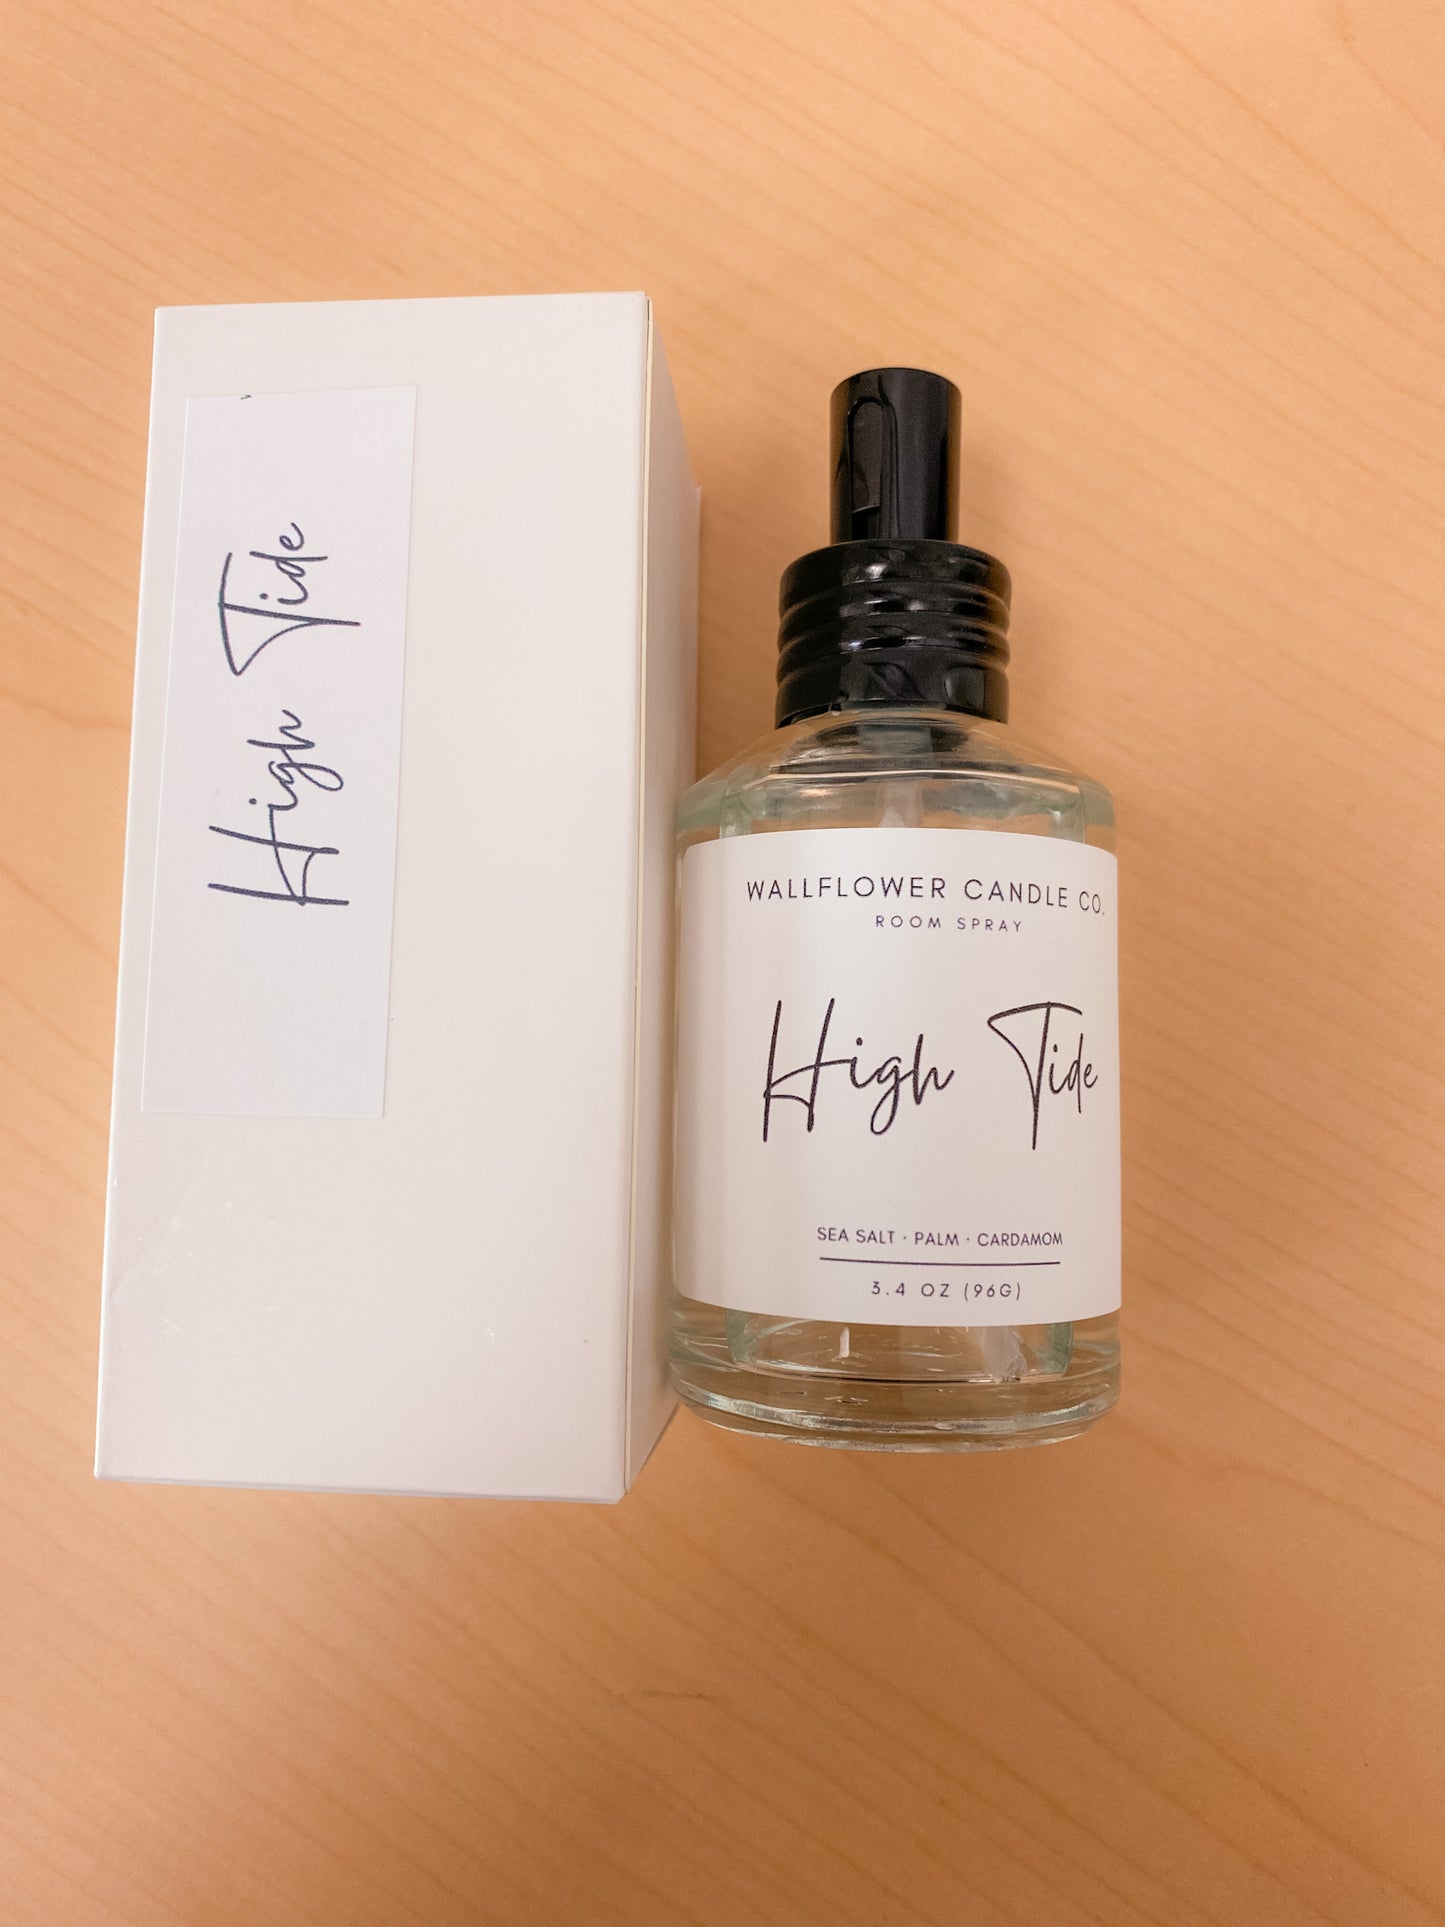 High Tide
WALLFLOWER CANDLE CO.
ROOM SPRAY
High Tide
SEA SALT · PALM · CARDAMOM
3.4 OZ (96G)